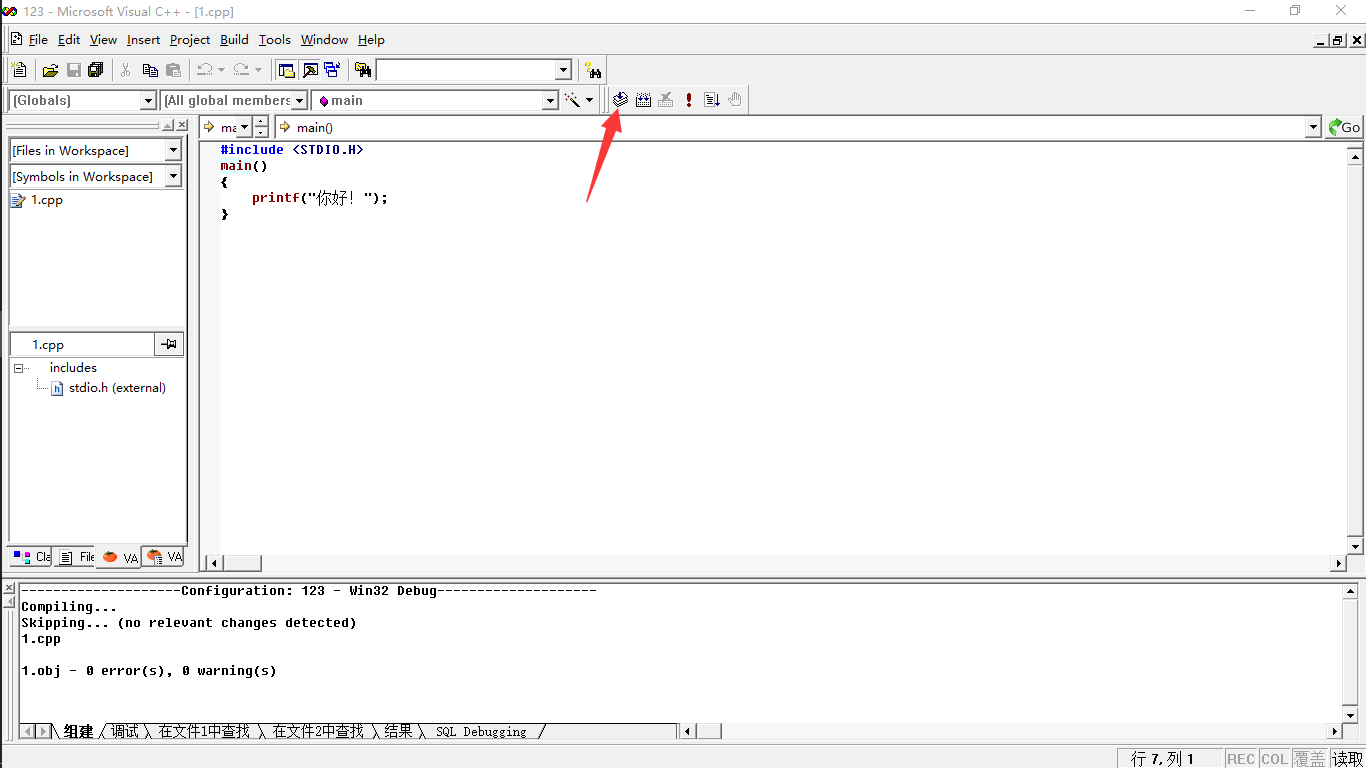 123 - Microsoft Visual C++ - [1.cpp]
File Edit View Insert Project Build Tools Window Help
(Globals) (All global members main
ma main() Go
[Files in Workspace]
[Symbols in Workspace]
1.cpp
#include <STDIO.H>
main()
{
printf("你好！");
}
1.cpp
includes
stdio.h (external)
Cla File VA VA
--------------------Configuration: 123 - Win32 Debug--------------------
Compiling...
Skipping... (no relevant changes detected)
1.cpp
1.obj - 0 error(s), 0 warning(s)
组建 调试 在文件1中查找 在文件2中查找 结果 SQL Debugging
行 7, 列 1 REC COL 覆盖 读取